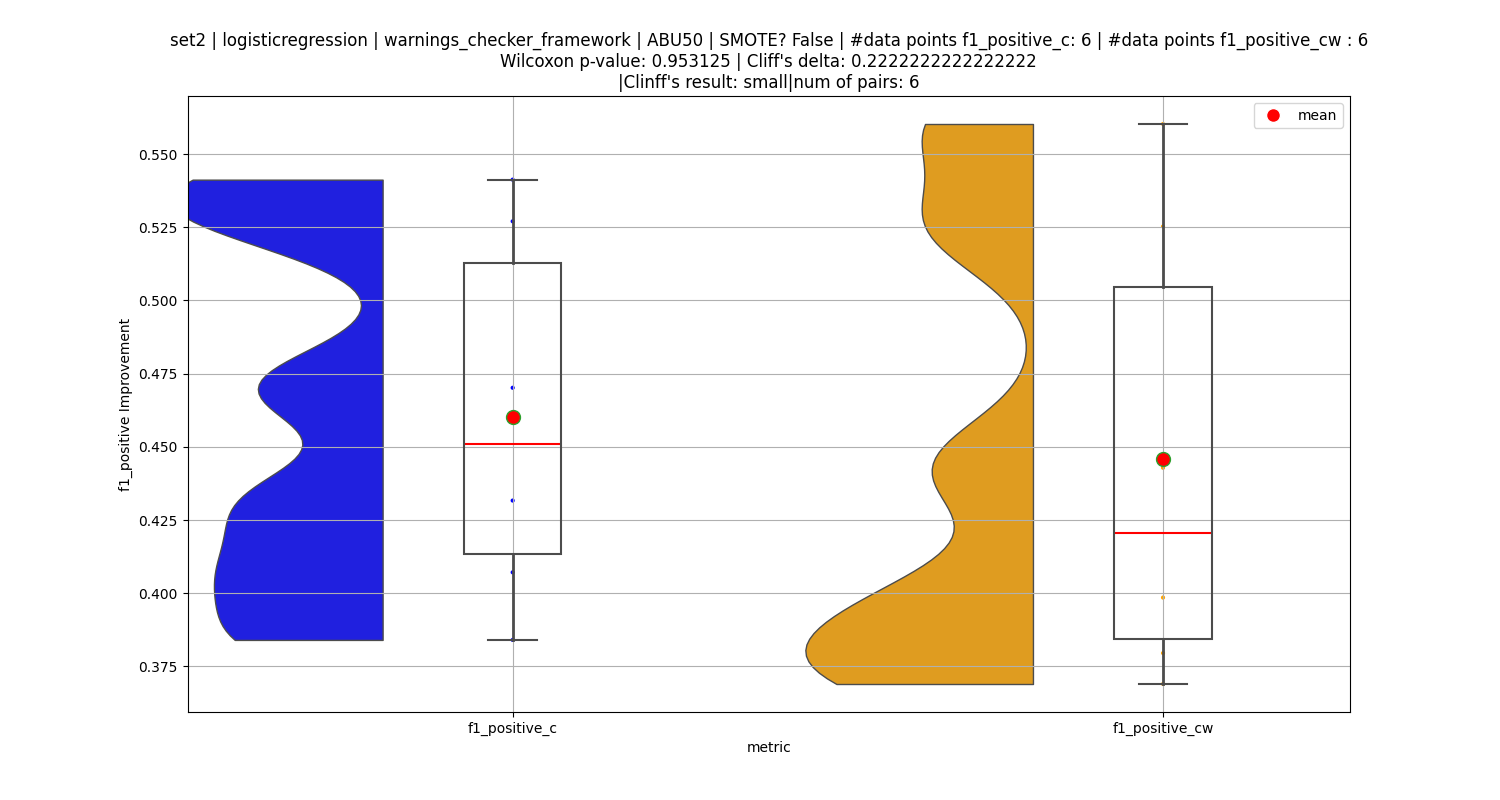 set2 | logisticregression | warnings_checker_framework | ABU50 | SMOTE? False | #data points f1_positive_c: 6 | #data points f1_positive_cw : 6
Wilcoxon p-value: 0.953125 | Cliff's delta: 0.2222222222222222
|Clinff's result: small|num of pairs: 6
mean
0.550
0.525
0.500
0.475
0.450
0.425
0.400
0.375
f1_positive Improvement
f1_positive_c
f1_positive_cw
metric